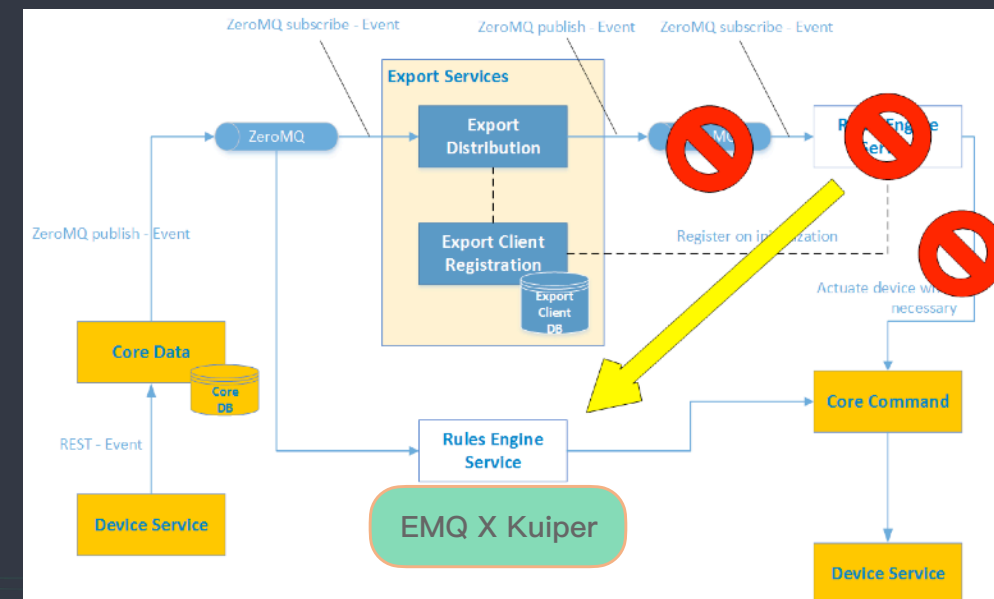 ZeroMQ subscribe - Event
ZeroMQ publish - Event
ZeroMQ subscribe - Event
Export Services
ZeroMQ
Export
Distribution
ZeroMQ publish - Event
Export Client
Registration
Register on
Export
Client
DB
Actuate device
necessary
Core Data
Core
DB
Core Command
REST - Event
Rules Engine
Service
Device Service
EMQ X Kuiper
Device Service